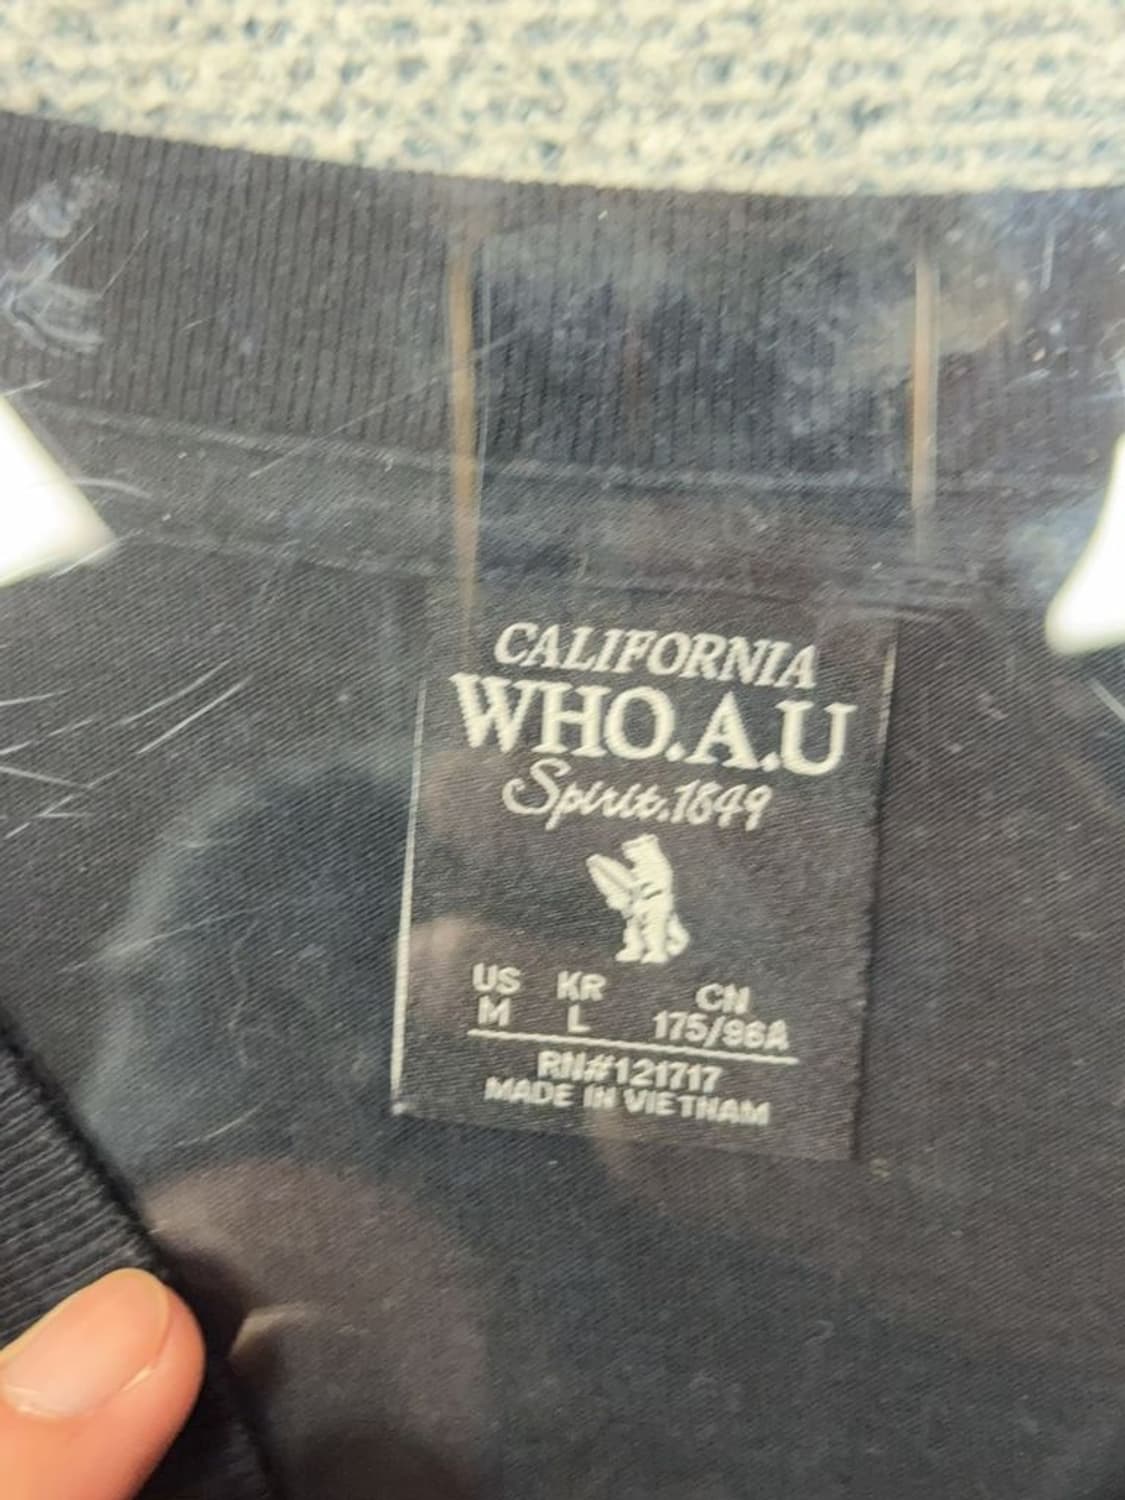 CALIFORNIA
WHO.A.U
Spirit.1849
US KR CN
M L 175/96A
RN#121717
MADE IN VIETNAM